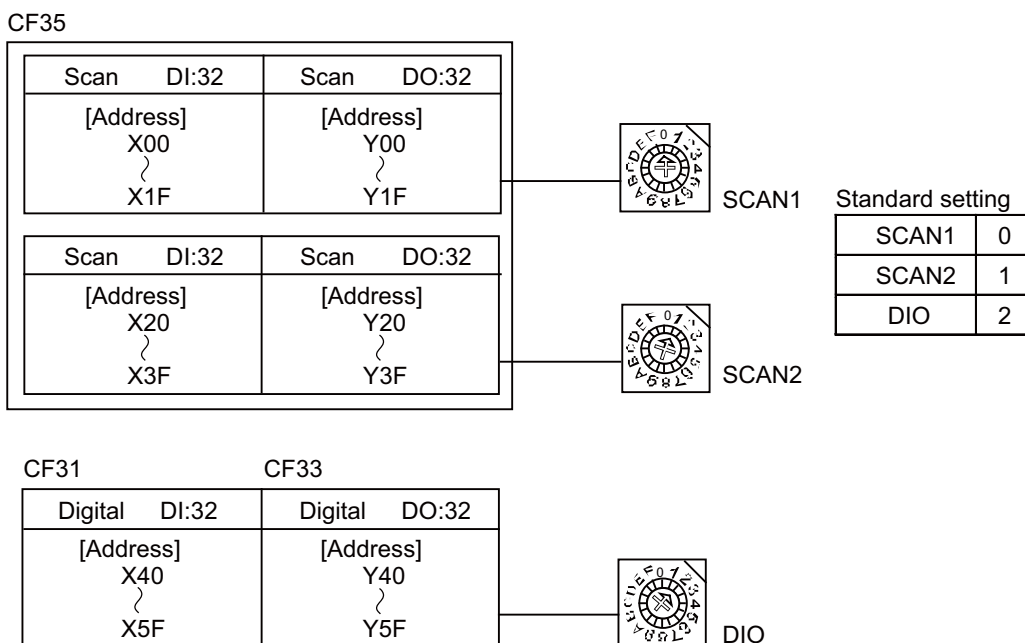 CF35
Scan DI:32 Scan DO:32
[Address] [Address]
X00 Y00
X1F Y1F
SCAN1
Scan DI:32 Scan DO:32
[Address] [Address]
X20 Y20
X3F Y3F
SCAN2
Standard setting
SCAN1 0
SCAN2 1
DIO 2
CF31 CF33
Digital DI:32 Digital DO:32
[Address] [Address]
X40 Y40
X5F Y5F
DIO